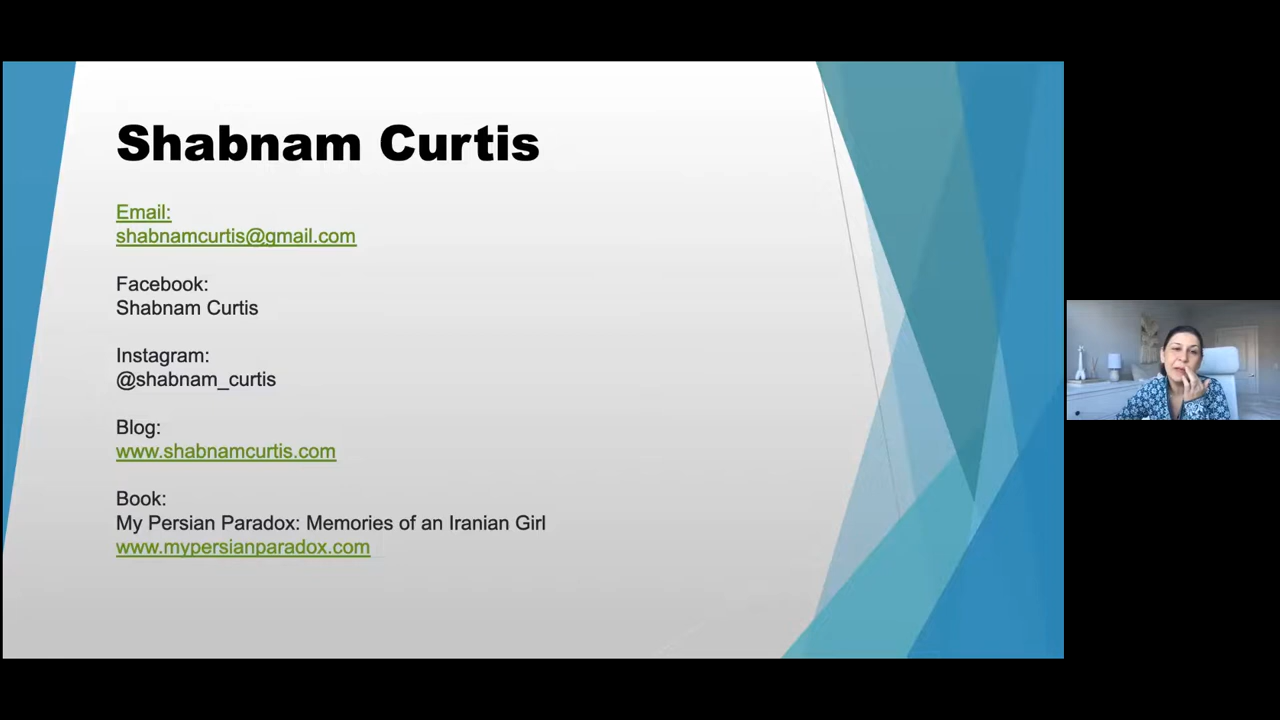 Shabnam Curtis
Email:
shabnamcurtis@gmail.com
Facebook:
Shabnam Curtis
Instagram:
@shabnam_curtis
Blog:
www.shabnamcurtis.com
Book:
My Persian Paradox: Memories of an Iranian Girl
www.mypersianparadox.com